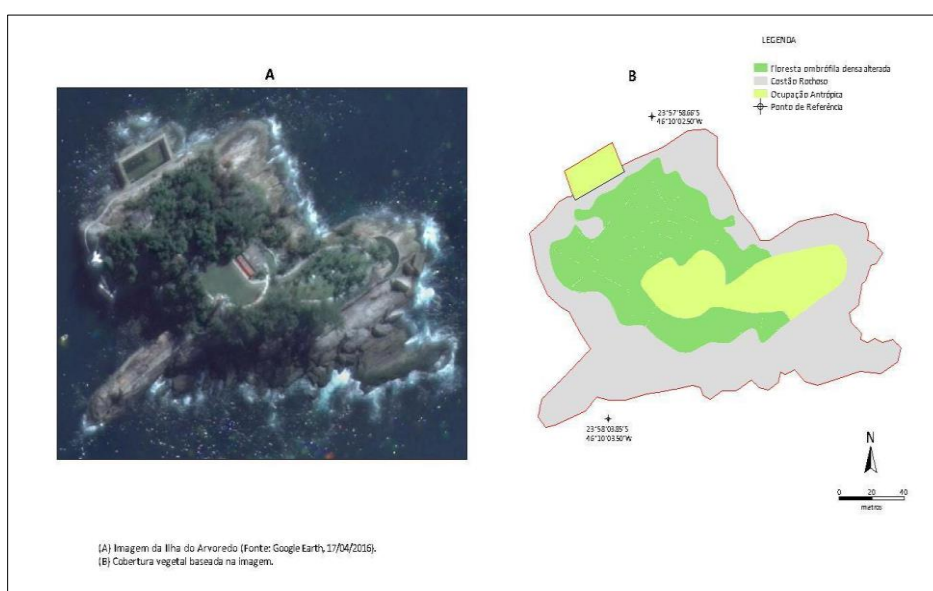 LEGENDA
A
B
Floresta ombrófila densa alterada
Costão Rochoso
Ocupação Antrópica
Ponto de Referência
23°57'58.66"S
46°10'02.50"W
23°58'03.85"S
46°10'03.50"W
N
0 20 40
metros
(A) Imagem da Ilha do Arvoredo (Fonte: Google Earth, 17/04/2016).
(B) Cobertura vegetal baseada na imagem.